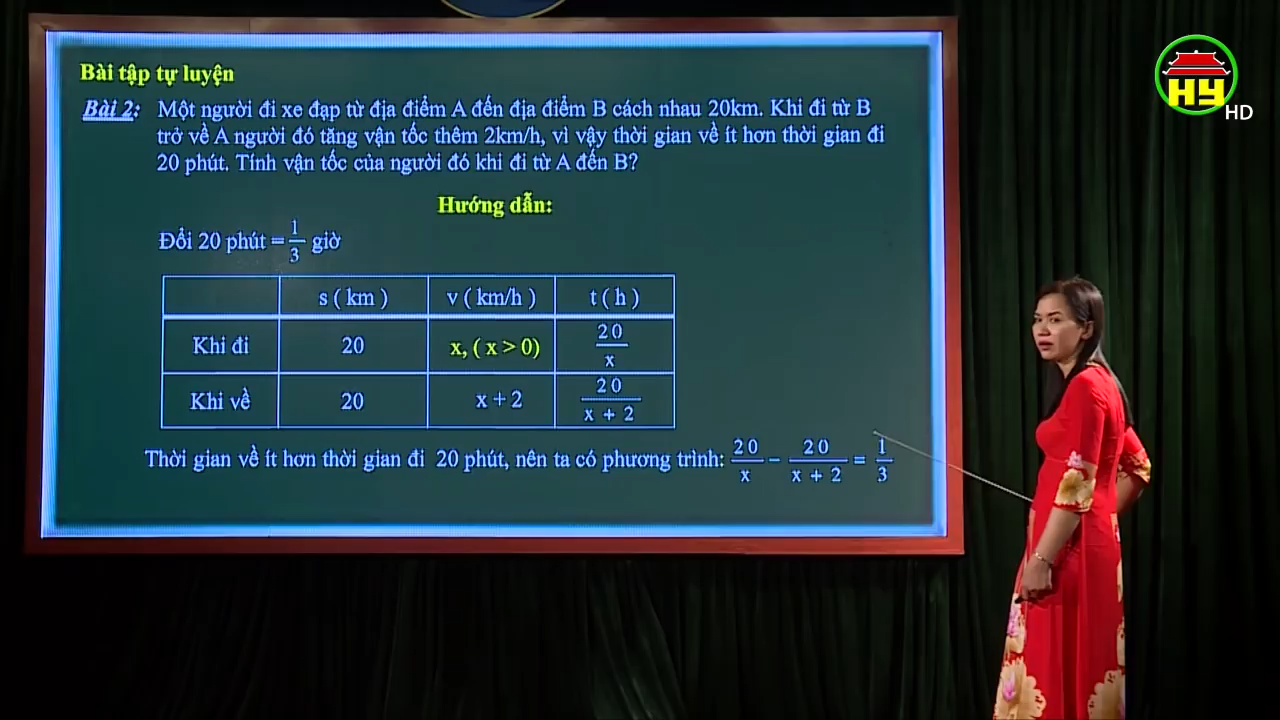 Bài tập tự luyện
Bài 2: Một người đi xe đạp từ địa điểm A đến địa điểm B cách nhau 20km. Khi đi từ B
trở về A người đó tăng vận tốc thêm 2km/h, vì vậy thời gian về ít hơn thời gian đi
20 phút. Tính vận tốc của người đó khi đi từ A đến B?
Hướng dẫn:
Đổi 20 phút = 1/3 giờ
s ( km ) v ( km/h ) t ( h )
Khi đi 20 x, ( x > 0) 20/x
Khi về 20 x + 2 20/(x + 2)
Thời gian về ít hơn thời gian đi 20 phút, nên ta có phương trình: 20/x − 20/(x + 2) = 1/3
HY
HD